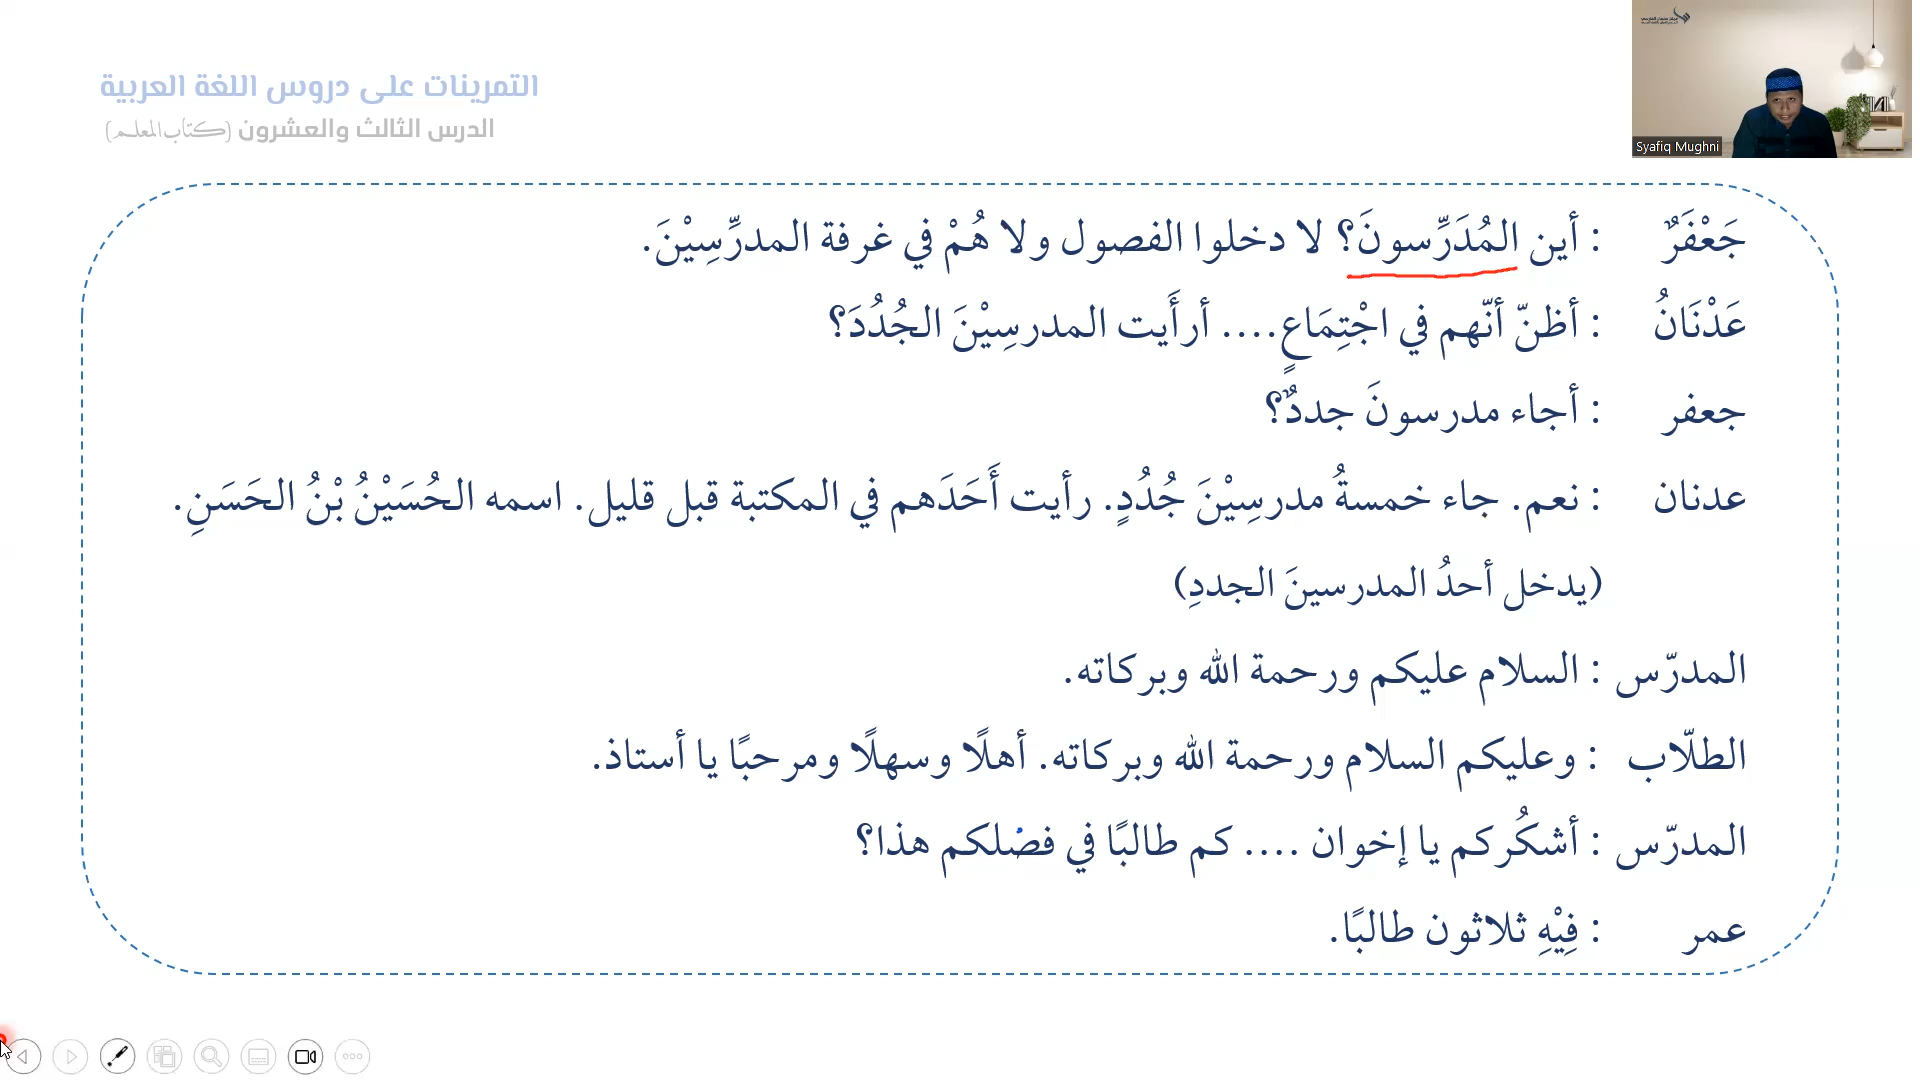 التمرينات على دروس اللغة العربية
الدرس الثالث والعشرون (كتاب المعلم)
Syafiq Mughni
جَعْفَرٌ : أين المُدَرِّسونَ؟ لا دخلوا الفصول ولا هُمْ في غرفة المدرِّسِيْنَ.
عَدْنَانُ : أظنّ أنّهم في اجْتِمَاعٍ.... أرأَيت المدرسِيْنَ الجُدُدَ؟
جعفر : أجاء مدرسونَ جددٌ؟
عدنان : نعم. جاء خمسةُ مدرسِيْنَ جُدُدٍ. رأيت أَحَدَهم في المكتبة قبل قليل. اسمه الحُسَيْنُ بْنُ الحَسَنِ.
(يدخل أحدُ المدرسينَ الجددِ)
المدرّس : السلام عليكم ورحمة الله وبركاته.
الطلّاب : وعليكم السلام ورحمة الله وبركاته. أهلًا وسهلًا ومرحبًا يا أستاذ.
المدرّس : أشكُركم يا إخوان .... كم طالبًا في فصلكم هذا؟
عمر : فِيْهِ ثلاثون طالبًا.